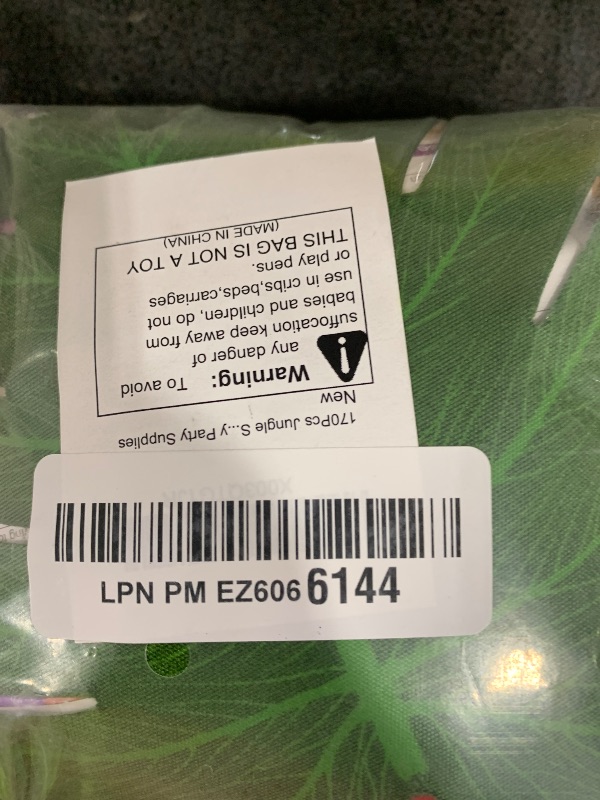 170Pcs Jungle S...y Party Supplies
New
Warning: To avoid
any danger of
suffocation keep away from
babies and children, do not
use in cribs,beds,carriages
or play pens.
THIS BAG IS NOT A TOY
(MADE IN CHINA)
LPN PM EZ6066144